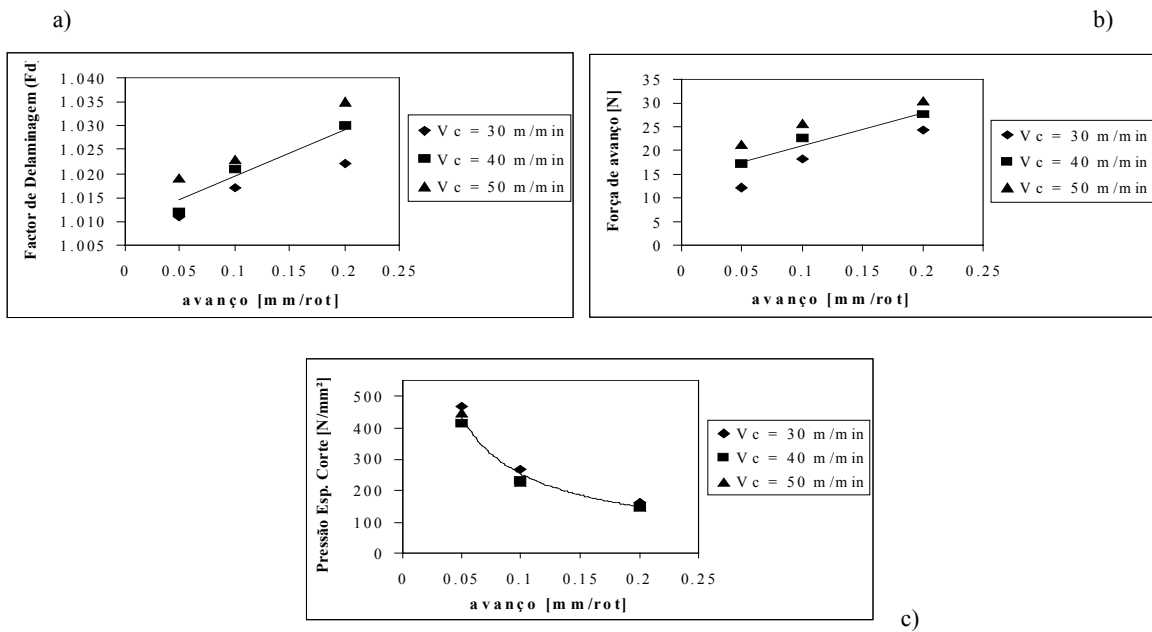 a)
b)
Factor de Delaminagem (Fd)
1.040
1.035
1.030
1.025
1.020
1.015
1.010
1.005
0
0.05
0.1
0.15
0.2
0.25
avanço [mm/rot]
Vc = 30 m/min
Vc = 40 m/min
Vc = 50 m/min
Força de avanço [N]
35
30
25
20
15
10
5
0
0
0.05
0.1
0.15
0.2
0.25
avanço [mm/rot]
Vc = 30 m/min
Vc = 40 m/min
Vc = 50 m/min
Pressão Esp. Corte [N/mm²]
500
400
300
200
100
0
0
0.05
0.1
0.15
0.2
0.25
avanço [mm/rot]
Vc = 30 m/min
Vc = 40 m/min
Vc = 50 m/min
c)